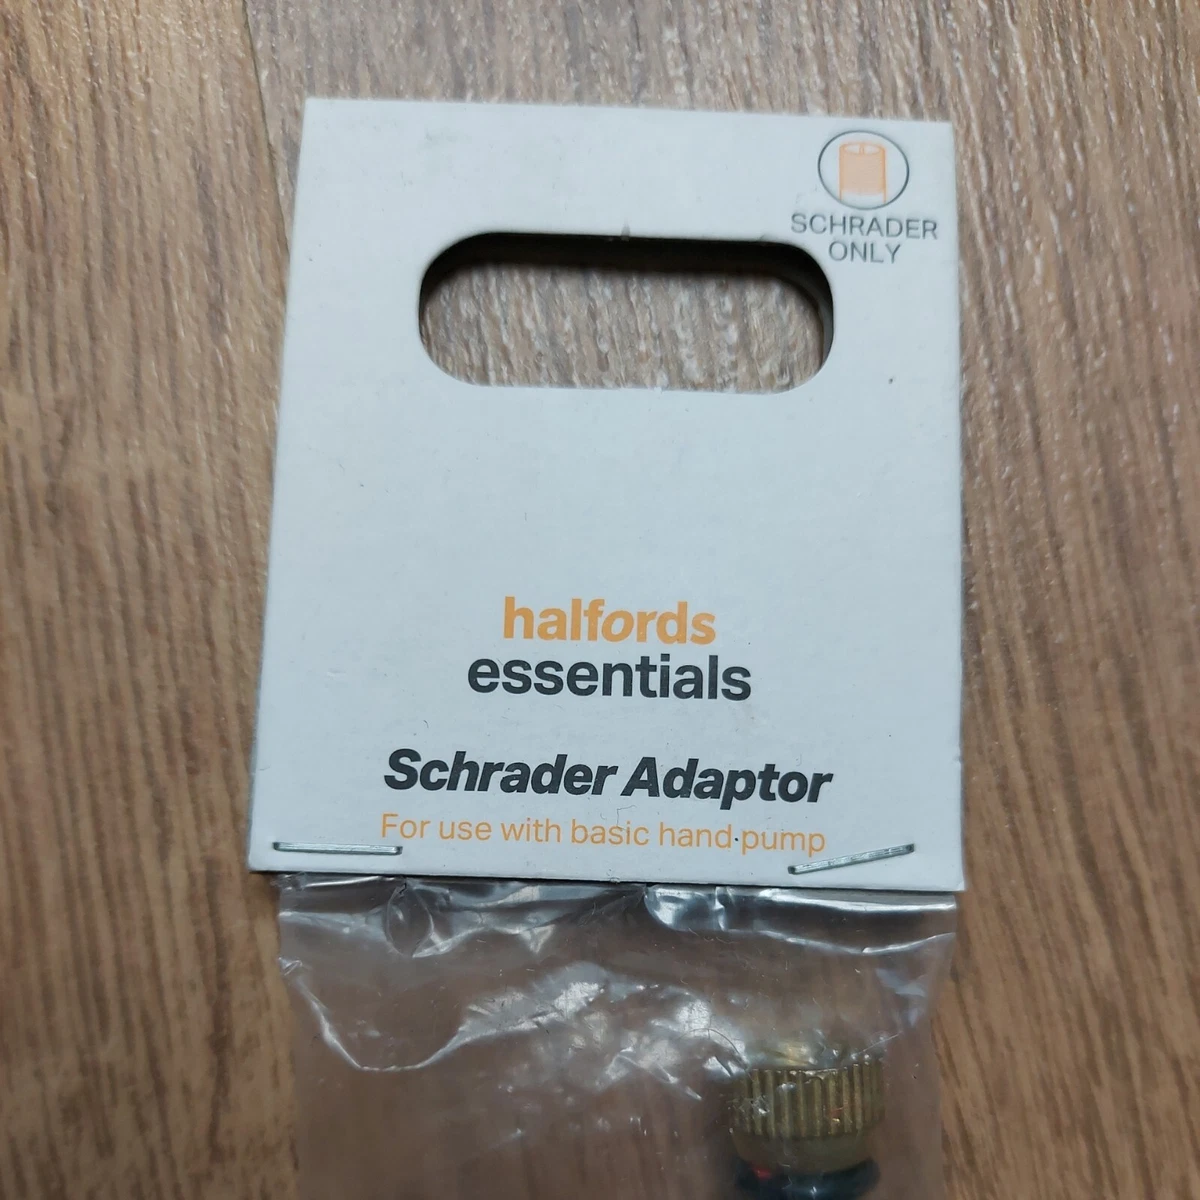 SCHRADER
ONLY
halfords
essentials
Schrader Adaptor
For use with basic hand pump